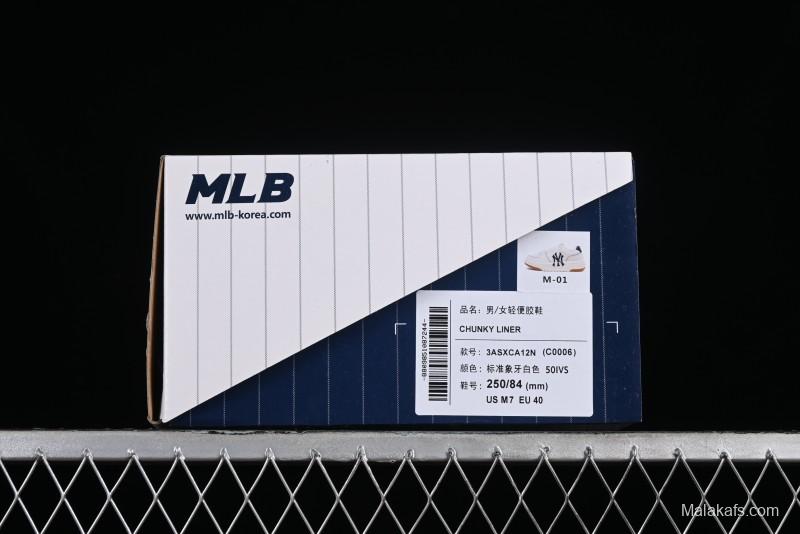 MLB
www.mlb-korea.com
NY
M-01
品名：男/女轻便胶鞋
CHUNKY LINER
款号：3ASXCA12N (C0006)
颜色：标准象牙白色 50IVS
鞋号：250/84 (mm)
US M7 EU 40
Malakafs.com